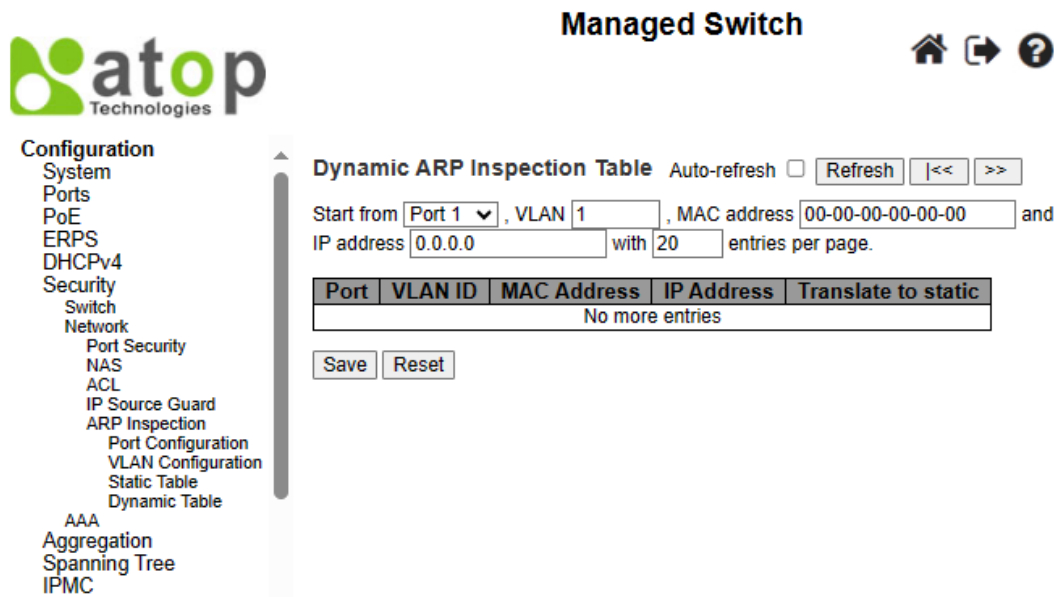 Managed Switch
atop
Technologies
Configuration
System
Ports
PoE
ERPS
DHCPv4
Security
Switch
Network
Port Security
NAS
ACL
IP Source Guard
ARP Inspection
Port Configuration
VLAN Configuration
Static Table
Dynamic Table
AAA
Aggregation
Spanning Tree
IPMC
Dynamic ARP Inspection Table Auto-refresh Refresh |<< >>
Start from Port 1 , VLAN 1 , MAC address 00-00-00-00-00-00 and
IP address 0.0.0.0 with 20 entries per page.
Port VLAN ID MAC Address IP Address Translate to static
No more entries
Save Reset